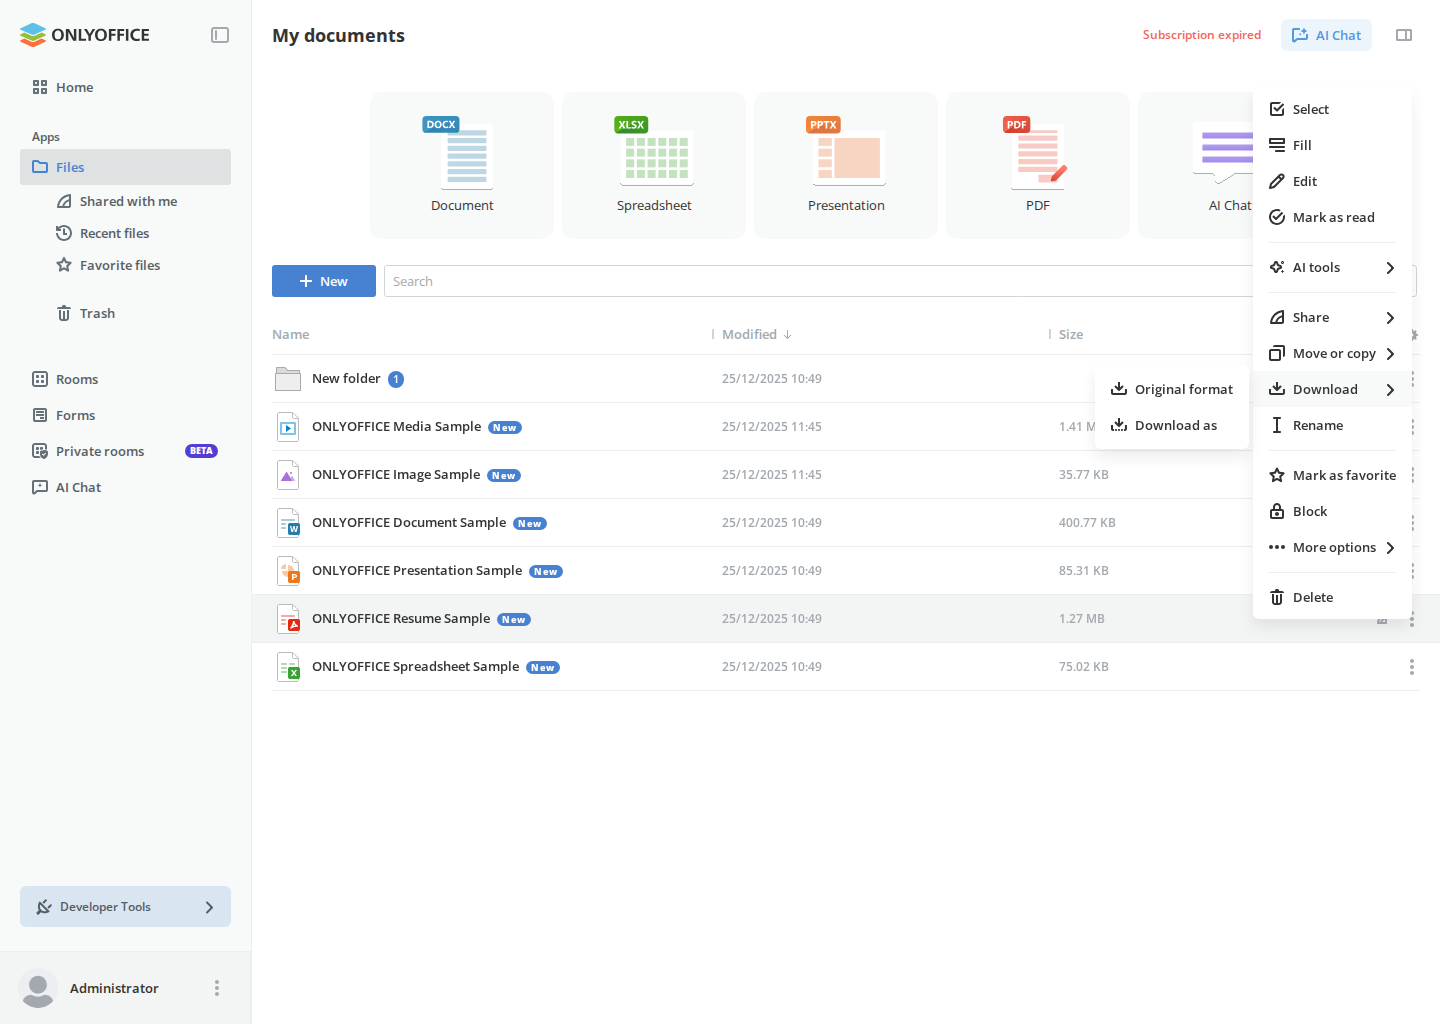 ONLYOFFICE
Home
Apps
Files
Shared with me
Recent files
Favorite files
Trash
Rooms
Forms
Private rooms BETA
AI Chat
Developer Tools
Administrator
My documents
Subscription expired
AI Chat
DOCX
Document
XLSX
Spreadsheet
PPTX
Presentation
PDF
PDF
AI Chat
New
Search
Name Modified Size
New folder 1 25/12/2025 10:49
ONLYOFFICE Media Sample New 25/12/2025 11:45 1.41 M
ONLYOFFICE Image Sample New 25/12/2025 11:45 35.77 KB
ONLYOFFICE Document Sample New 25/12/2025 10:49 400.77 KB
ONLYOFFICE Presentation Sample New 25/12/2025 10:49 85.31 KB
ONLYOFFICE Resume Sample New 25/12/2025 10:49 1.27 MB
ONLYOFFICE Spreadsheet Sample New 25/12/2025 10:49 75.02 KB
Original format
Download as
Select
Fill
Edit
Mark as read
AI tools
Share
Move or copy
Download
Rename
Mark as favorite
Block
More options
Delete